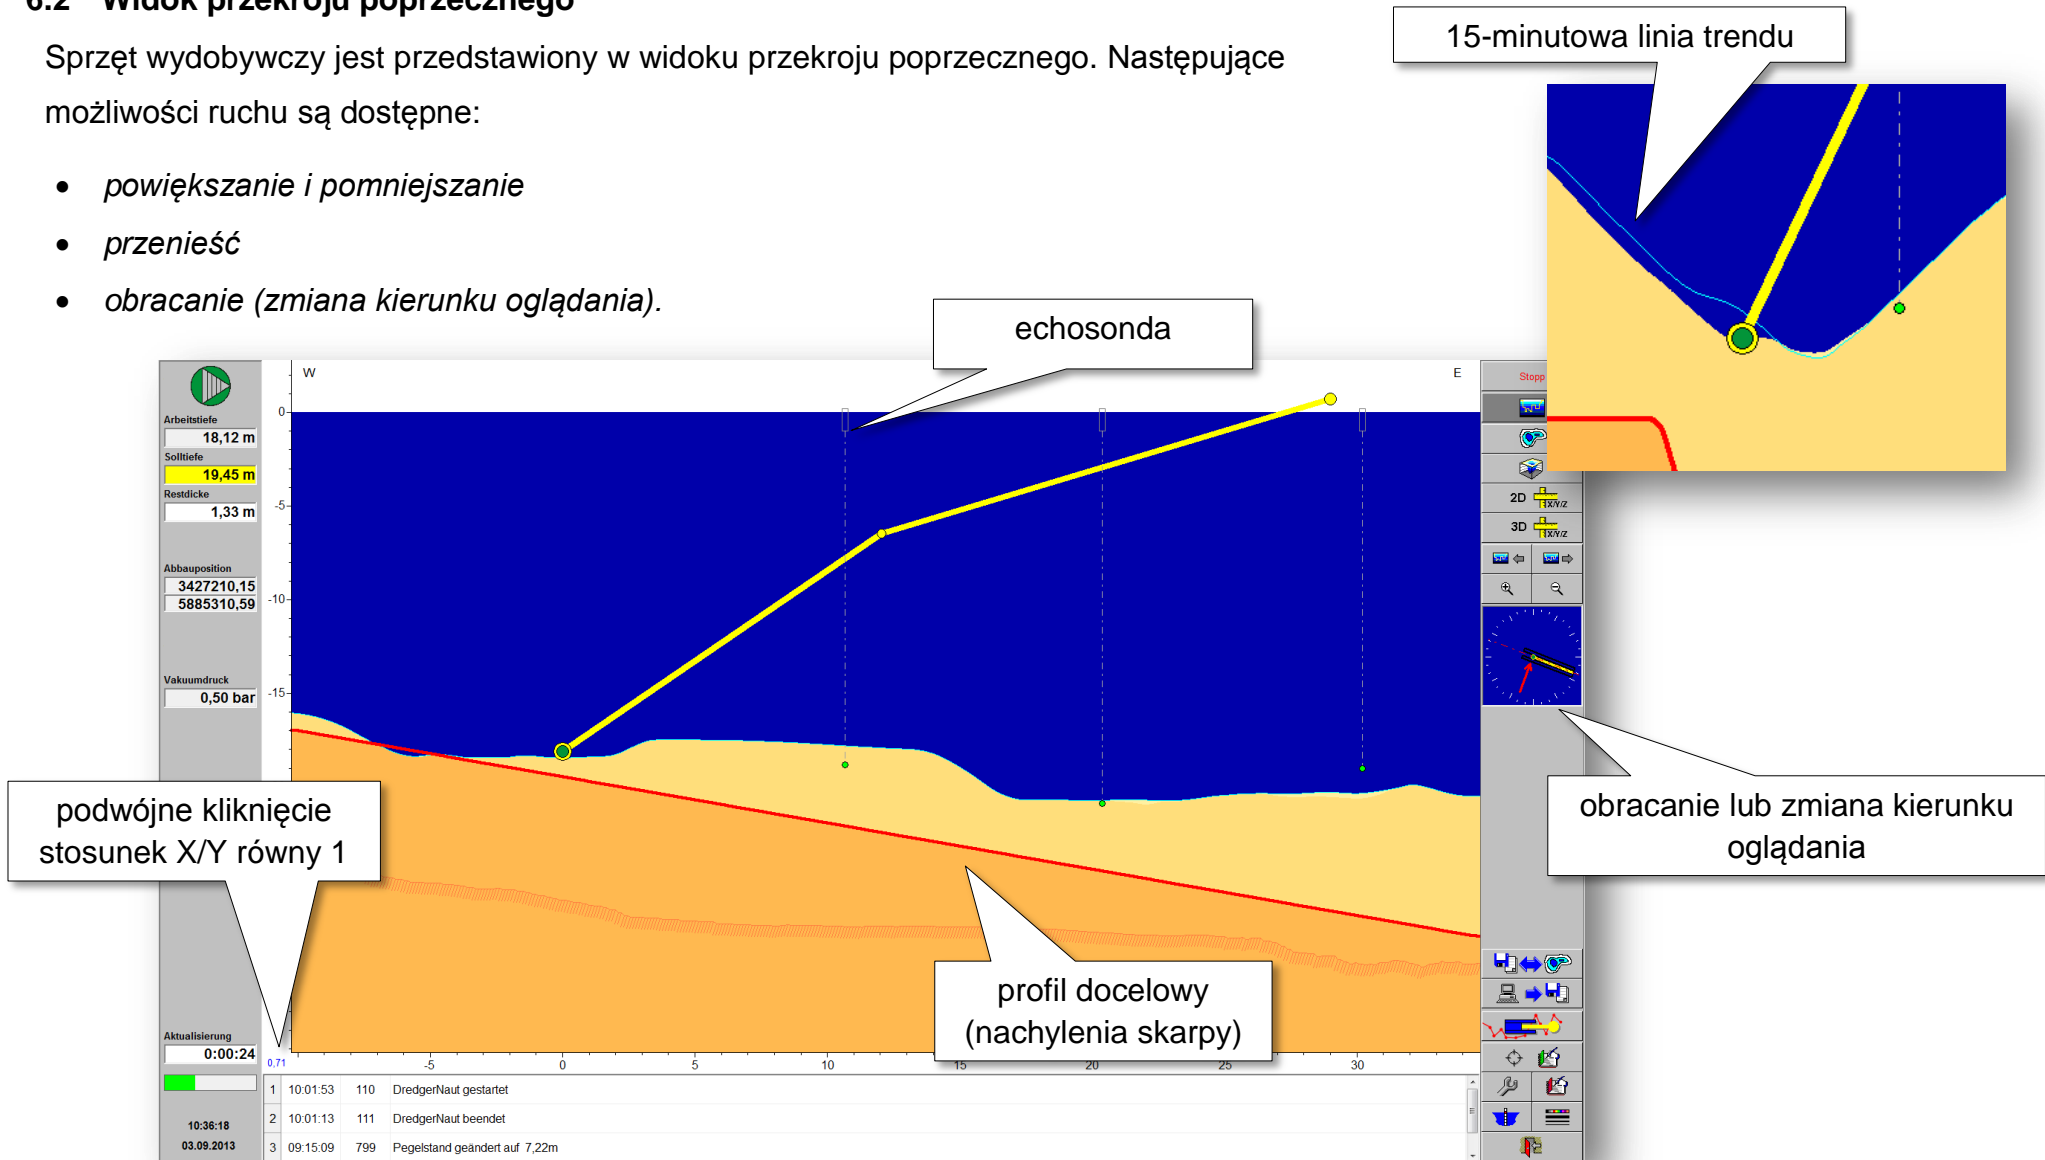 6.2 Widok przekroju poprzecznego
Sprzęt wydobywczy jest przedstawiony w widoku przekroju poprzecznego. Następujące
możliwości ruchu są dostępne:
• powiększanie i pomniejszanie
• przenieść
• obracanie (zmiana kierunku oglądania).
15-minutowa linia trendu
echosonda
W
E
Arbeitstiefe
18,12 m
Solltiefe
19,45 m
Restdicke
1,33 m
Abbauposition
3427210,15
5885310,59
Vakuumdruck
0,50 bar
0
-5
-10
-15
Stopp
2D X/Y/Z
3D X/Y/Z
podwójne kliknięcie
stosunek X/Y równy 1
obracanie lub zmiana kierunku
oglądania
profil docelowy
(nachylenia skarpy)
Aktualisierung
0:00:24
0,71
-5 0 5 10 15 20 25 30
1 10:01:53 110 DredgerNaut gestartet
2 10:01:13 111 DredgerNaut beendet
3 09:15:09 799 Pegelstand geändert auf 7,22m
10:36:18
03.09.2013